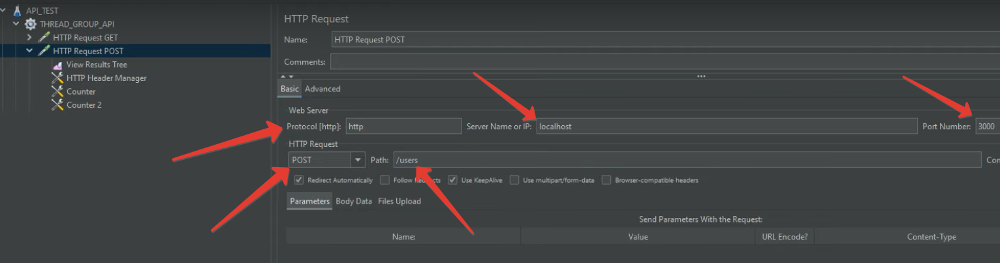 API_TEST
THREAD_GROUP_API
HTTP Request GET
HTTP Request POST
View Results Tree
HTTP Header Manager
Counter
Counter 2
HTTP Request
Name: HTTP Request POST
Comments:
Basic Advanced
Web Server
Protocol [http]: http Server Name or IP: localhost Port Number: 3000
HTTP Request
POST Path: /users Con
Redirect Automatically Follow Redirects Use KeepAlive Use multipart/form-data Browser-compatible headers
Parameters Body Data Files Upload
Send Parameters With the Request:
Name: Value URL Encode? Content-Type